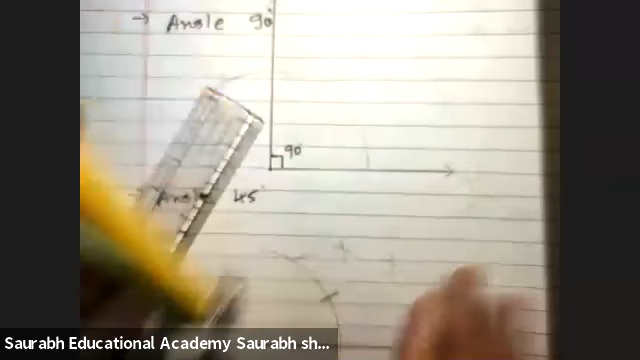 → Angle 90°
90°
→ Angle 45°
Saurabh Educational Academy Saurabh sh...